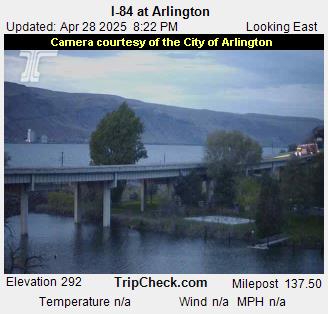 I-84 at Arlington
Updated: Apr 28 2025 8:22 PM Looking East
Camera courtesy of the City of Arlington
Elevation 292 TripCheck.com Milepost 137.50
Temperature n/a Wind n/a MPH n/a